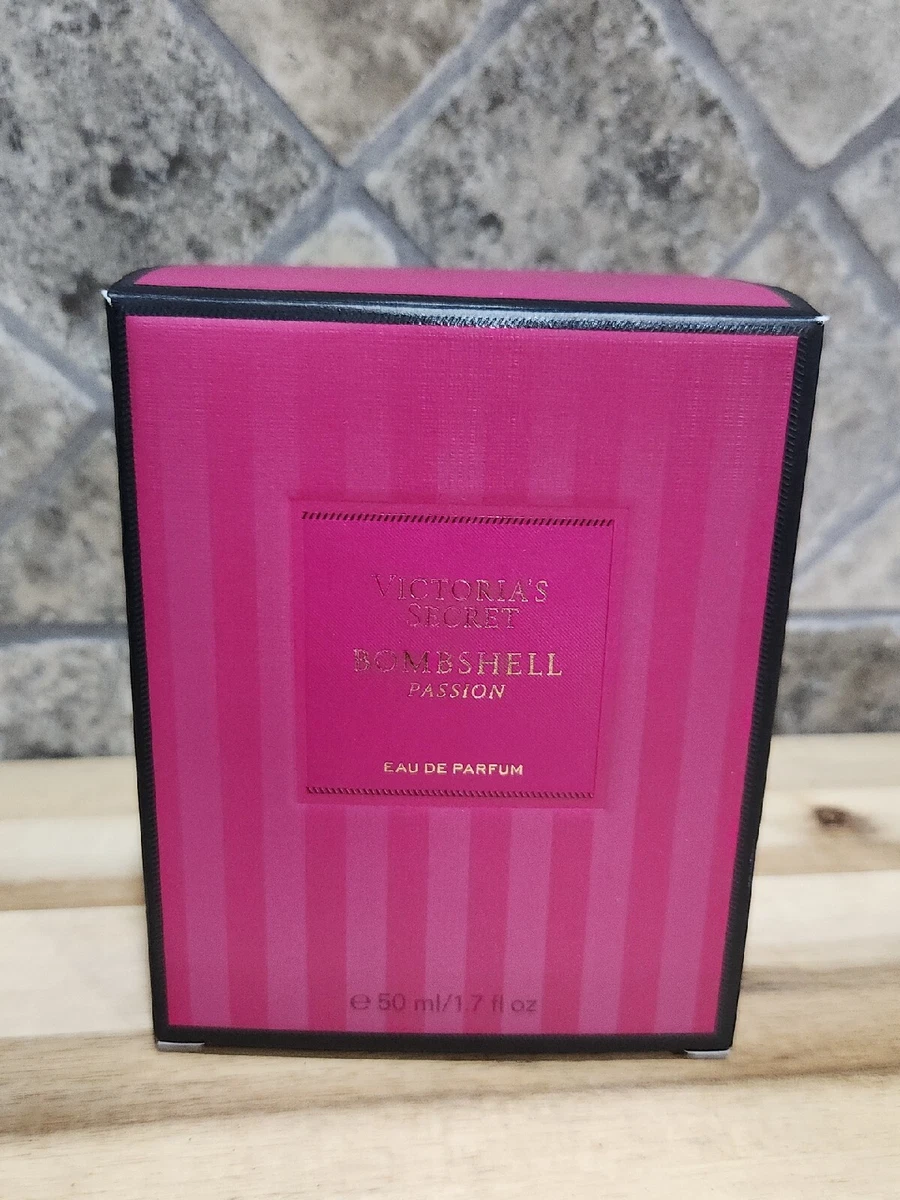 VICTORIA'S
SECRET
BOMBSHELL
PASSION
EAU DE PARFUM
℮ 50 ml/1.7 fl oz